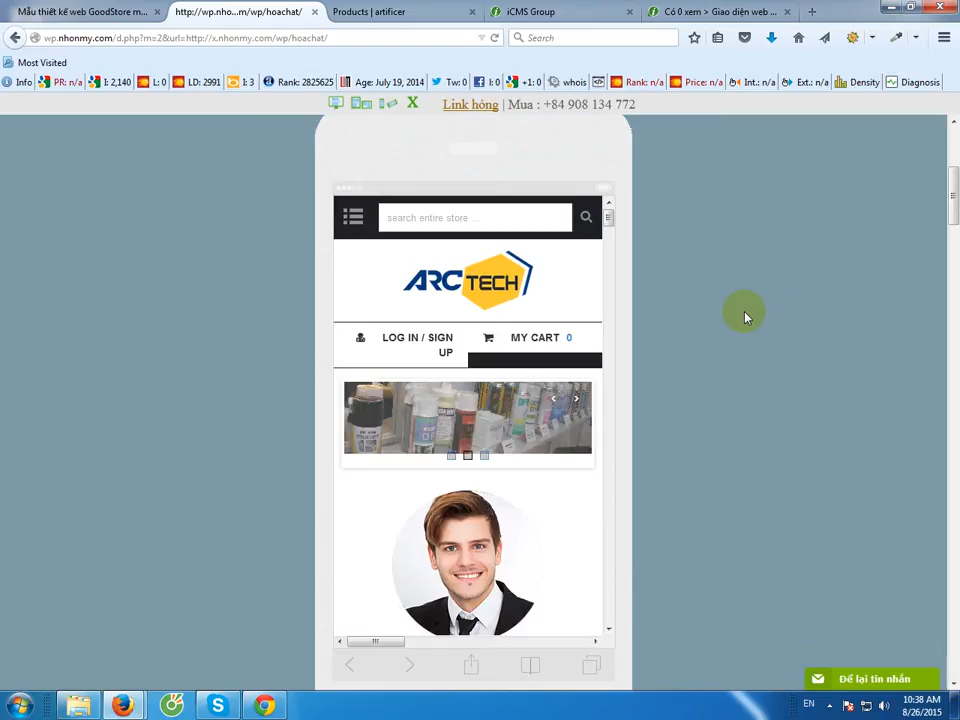 Mẫu thiết kế web GoodStore m...
http://wp.nho...m/wp/hoachat/
Products | artificer
iCMS Group
Có 0 xem > Giao diện web ...
wp.nhonmy.com/d.php?m=2&url=http://x.nhonmy.com/wp/hoachat/
Search
Most Visited
Info PR: n/a I: 2,140 L: 0 LD: 2991 I: 3 Rank: 2825625 Age: July 19, 2014 Tw: 0 l: 0 +1: 0 whois Rank: n/a Price: n/a Int.: n/a Ext.: n/a Density Diagnosis
X Link hỏng | Mua : +84 908 134 772
search entire store ...
ARCTECH
LOG IN / SIGN UP
MY CART 0
Để lại tin nhắn
EN
10:38 AM
8/26/2015